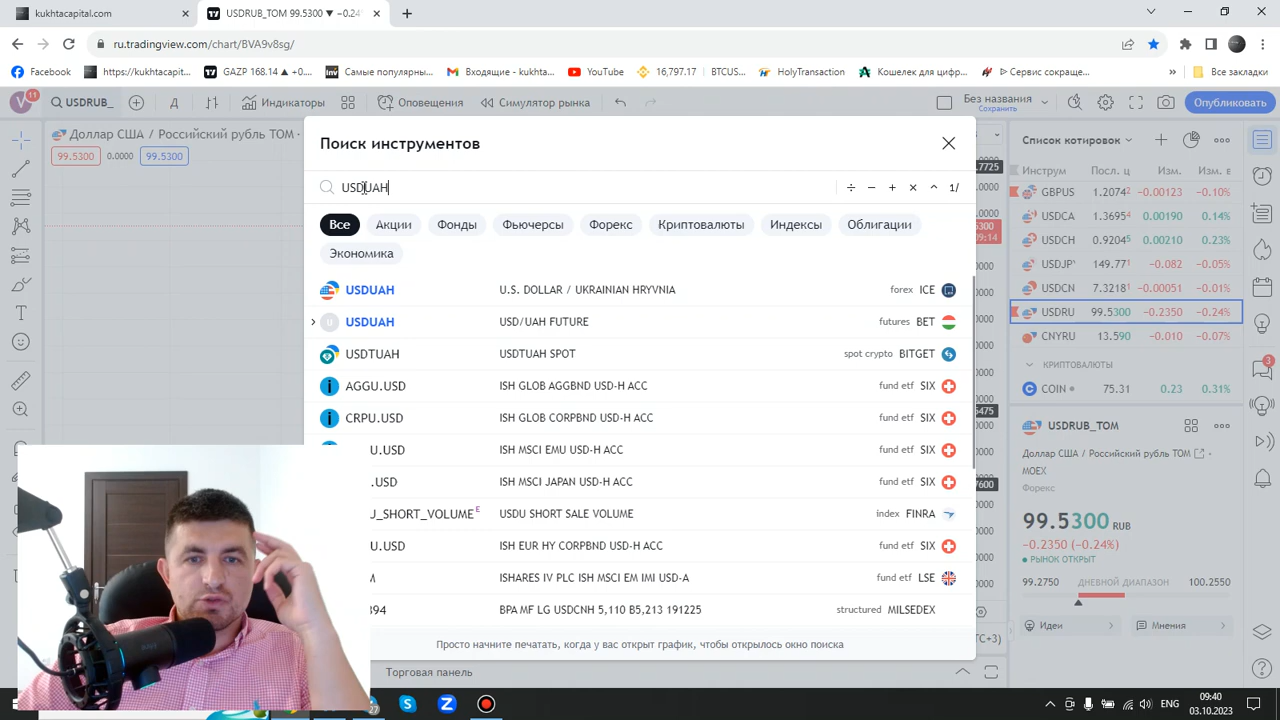 kukhtacapital.com
USDRUB_TOM 99.5300 ▼ −0.24
ru.tradingview.com/chart/BVA9v8sg/
Facebook
https://kukhtacapit...
GAZP 168.14 ▲ +0....
Самые популярны...
Входящие - kukhta...
YouTube
16,797.17 | BTCUS...
HolyTransaction
Кошелек для цифр...
Сервис сокраще...
»
Все закладки
V
11
USDRUB_
Д
Индикаторы
Оповещения
Симулятор рынка
Без названия
Сохранить
Опубликовать
Доллар США / Российский рубль ТОМ
99.5300
0.0000
99.5300
Поиск инструментов
USDUAH
÷ − + × ^ 1/
Все
Акции
Фонды
Фьючерсы
Форекс
Криптовалюты
Индексы
Облигации
Экономика
USDUAH U.S. DOLLAR / UKRAINIAN HRYVNIA forex ICE
USDUAH USD/UAH FUTURE futures BET
USDTUAH USDTUAH SPOT spot crypto BITGET
AGGU.USD ISH GLOB AGGBND USD-H ACC fund etf SIX
CRPU.USD ISH GLOB CORPBND USD-H ACC fund etf SIX
U.USD ISH MSCI EMU USD-H ACC fund etf SIX
.USD ISH MSCI JAPAN USD-H ACC fund etf SIX
U_SHORT_VOLUME E USDU SHORT SALE VOLUME index FINRA
U.USD ISH EUR HY CORPBND USD-H ACC fund etf SIX
M ISHARES IV PLC ISH MSCI EM IMI USD-A fund etf LSE
394 BPA MF LG USDCNH 5,110 B5,213 191225 structured MILSEDEX
Просто начните печатать, когда у вас открыт график, чтобы открылось окно поиска
Торговая панель
Список котировок
Инструм Посл. ц Изм. Изм. в
GBPUS 1.2074² −0.00123 −0.10%
USDCA 1.3695⁴ 0.00190 0.14%
USDCH 0.9204⁵ 0.00210 0.23%
USDJP 149.77¹ −0.082 −0.05%
USDCN 7.3218¹ −0.00051 −0.01%
USDRU 99.5300 −0.2350 −0.24%
CNYRU 13.590 −0.010 −0.07%
КРИПТОВАЛЮТЫ
COIN 75.31 0.23 0.31%
USDRUB_TOM
Доллар США / Российский рубль ТОМ
MOEX
Форекс
99.5300 RUB
−0.2350 (−0.24%)
РЫНОК ОТКРЫТ
99.2750 ДНЕВНОЙ ДИАПАЗОН 100.2550
Идеи
Мнения
3
27
ENG
09:40
03.10.2023